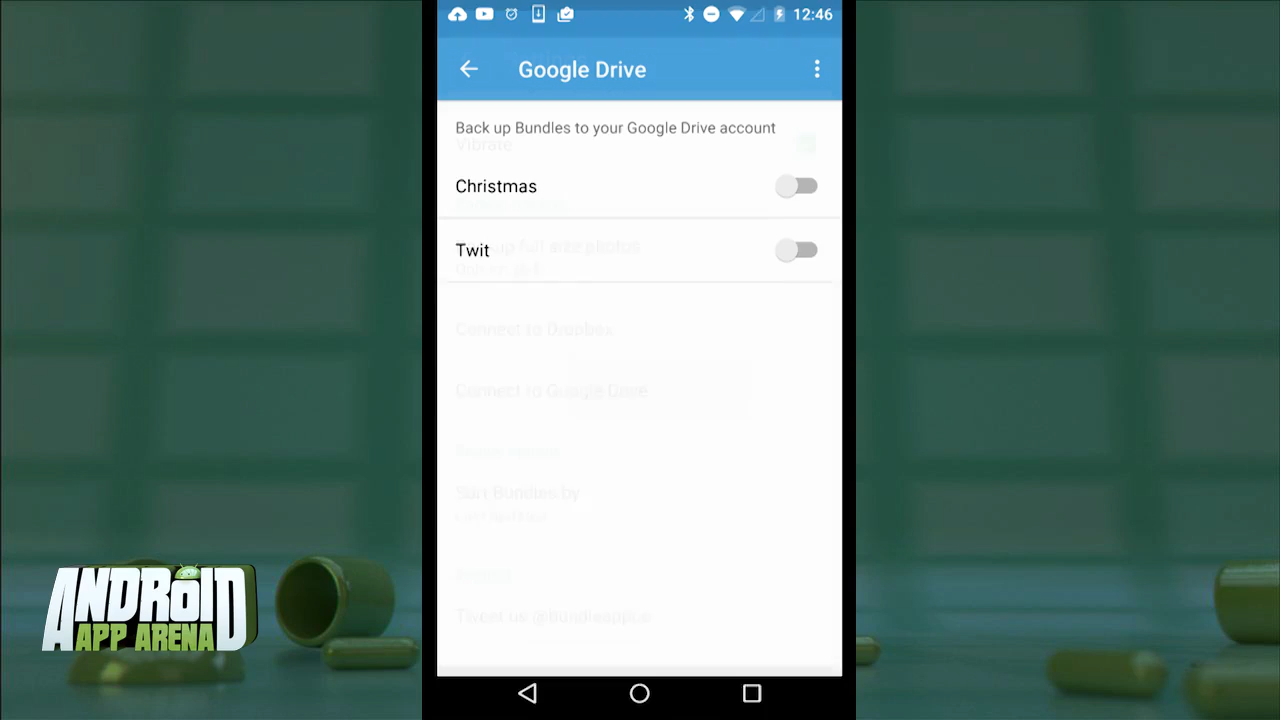 12:46
Google Drive
Back up Bundles to your Google Drive account
Vibrate
Christmas
Twit
Connect to Dropbox
Connect to Google Drive
Sort Bundles by
Tweet us @bundleapp
ANDROID
APP ARENA